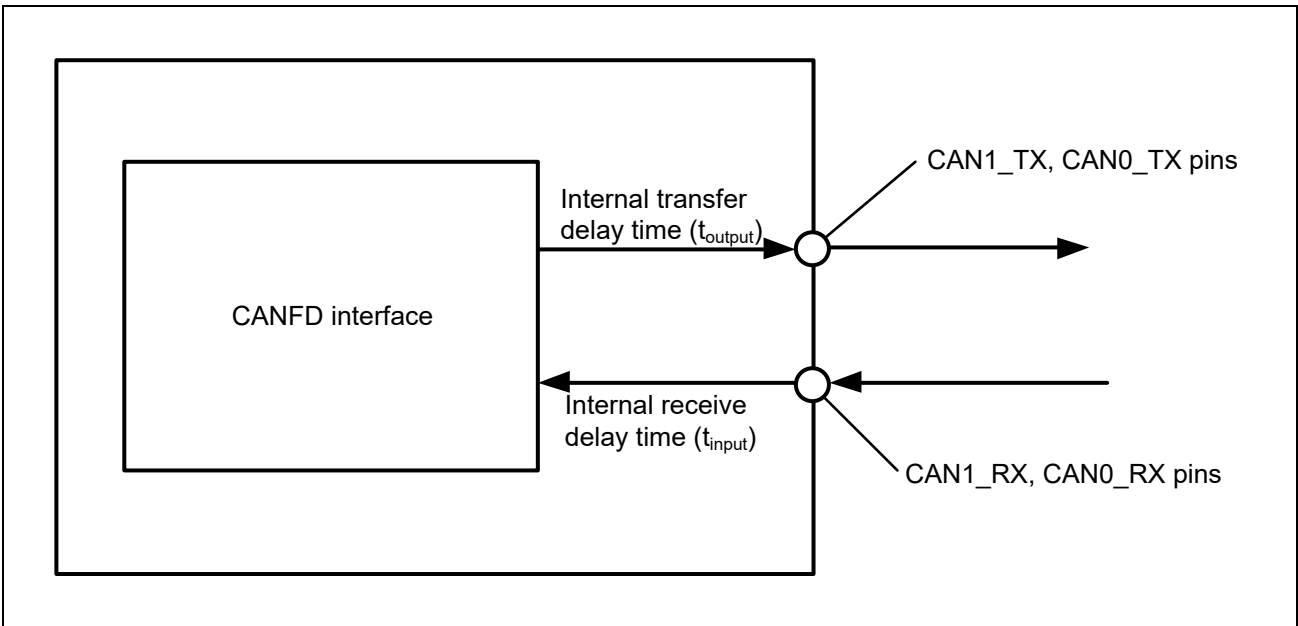 CAN1_TX, CAN0_TX pins
Internal transfer
delay time (toutput)
CANFD interface
Internal receive
delay time (tinput)
CAN1_RX, CAN0_RX pins